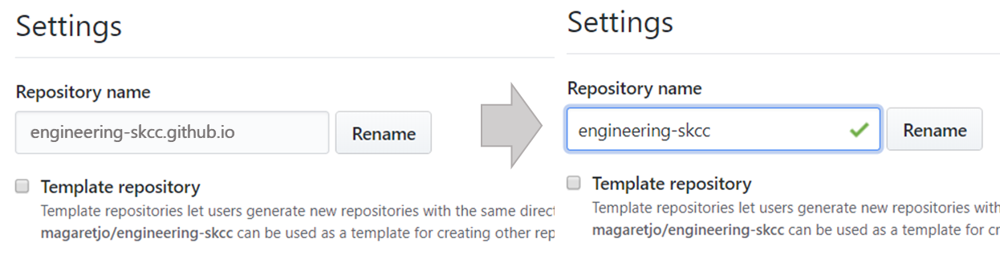 Settings
Repository name
engineering-skcc.github.io
Rename
Template repository
Template repositories let users generate new repositories with the same direct
magaretjo/engineering-skcc can be used as a template for creating other rep
Settings
Repository name
engineering-skcc
Rename
Template repository
Template repositories let users generate new repositories with
magaretjo/engineering-skcc can be used as a template for cr